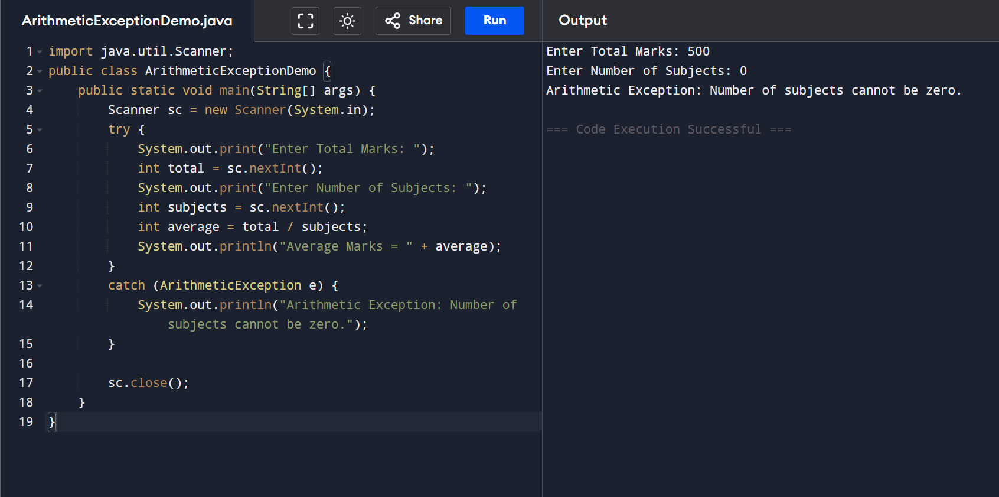 ArithmeticExceptionDemo.java
Share
Run
Output
1 import java.util.Scanner;
2 public class ArithmeticExceptionDemo {
3     public static void main(String[] args) {
4         Scanner sc = new Scanner(System.in);
5         try {
6             System.out.print("Enter Total Marks: ");
7             int total = sc.nextInt();
8             System.out.print("Enter Number of Subjects: ");
9             int subjects = sc.nextInt();
10             int average = total / subjects;
11             System.out.println("Average Marks = " + average);
12         }
13         catch (ArithmeticException e) {
14             System.out.println("Arithmetic Exception: Number of
                subjects cannot be zero.");
15         }
16
17         sc.close();
18     }
19 }
Enter Total Marks: 500
Enter Number of Subjects: 0
Arithmetic Exception: Number of subjects cannot be zero.
=== Code Execution Successful ===